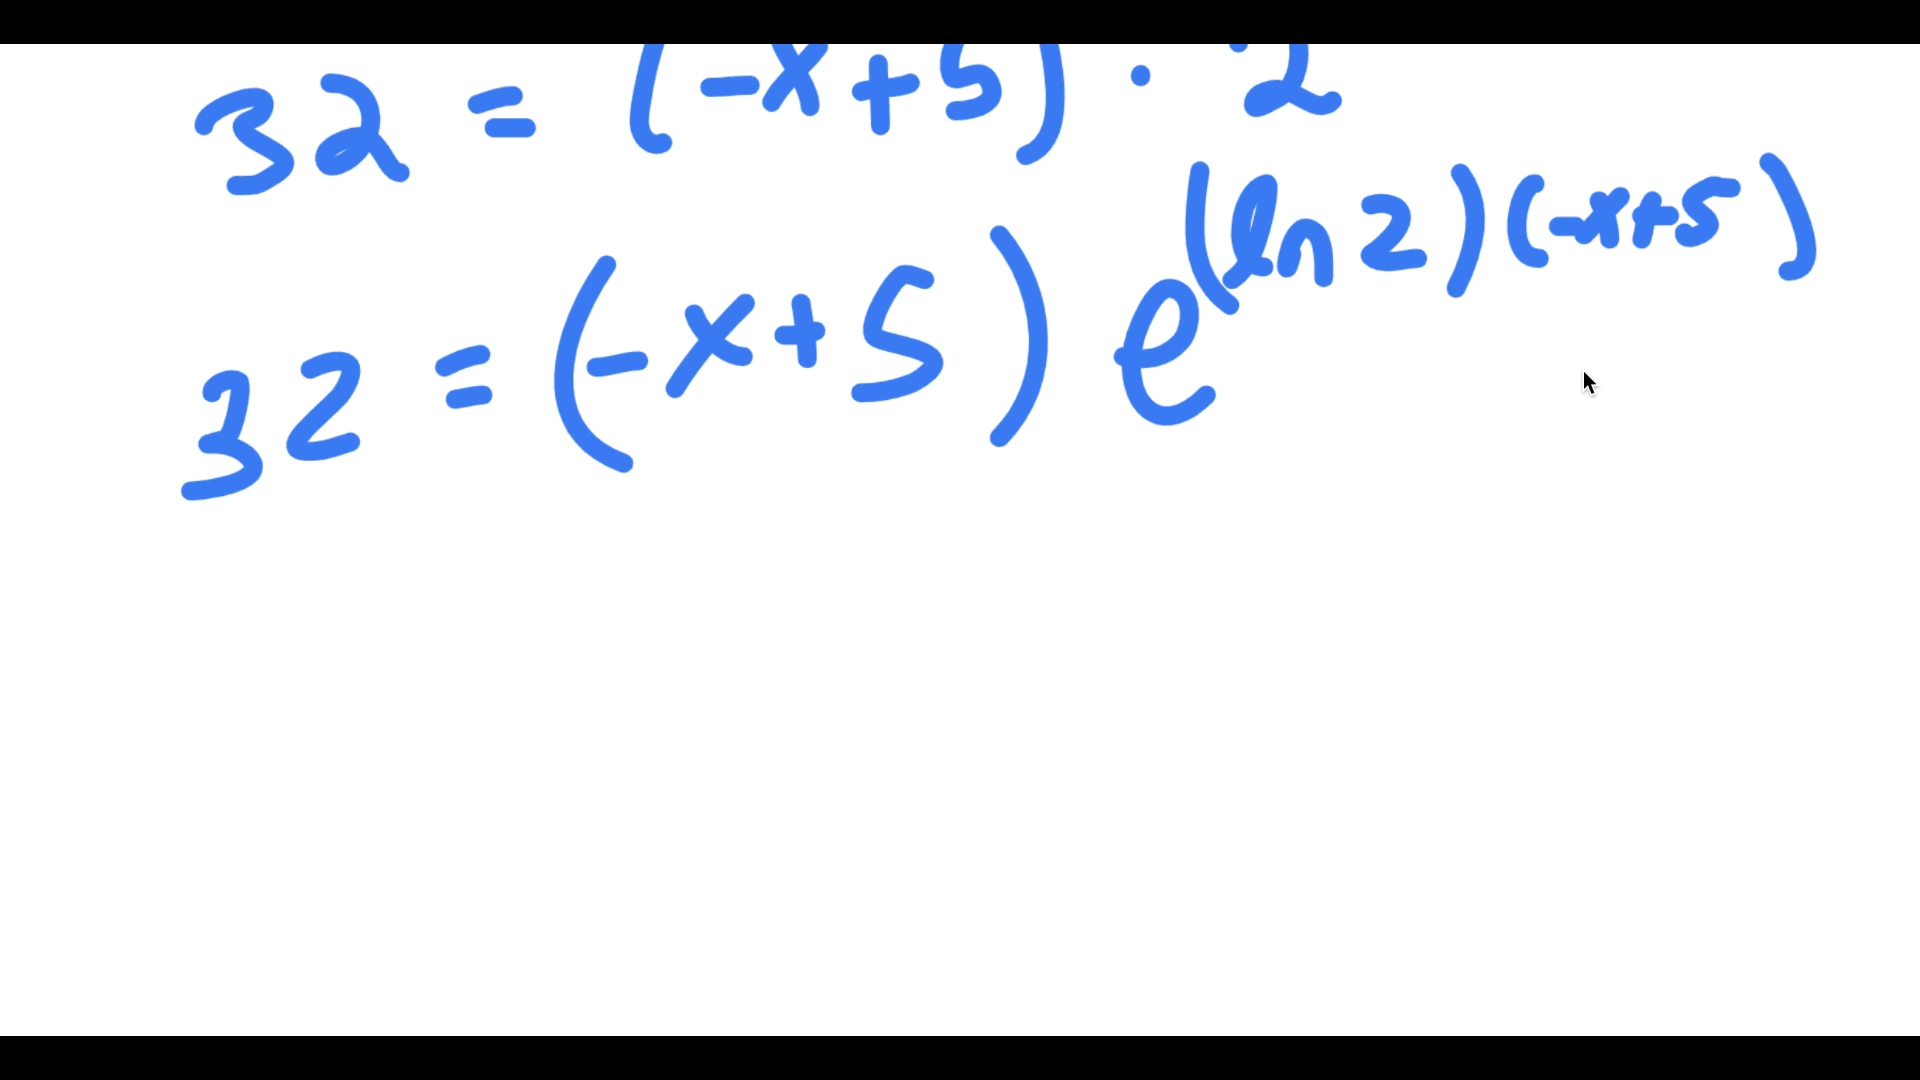 32 = (-x+5) · 2
32 = (-x+5) e^(ln 2)(-x+5)